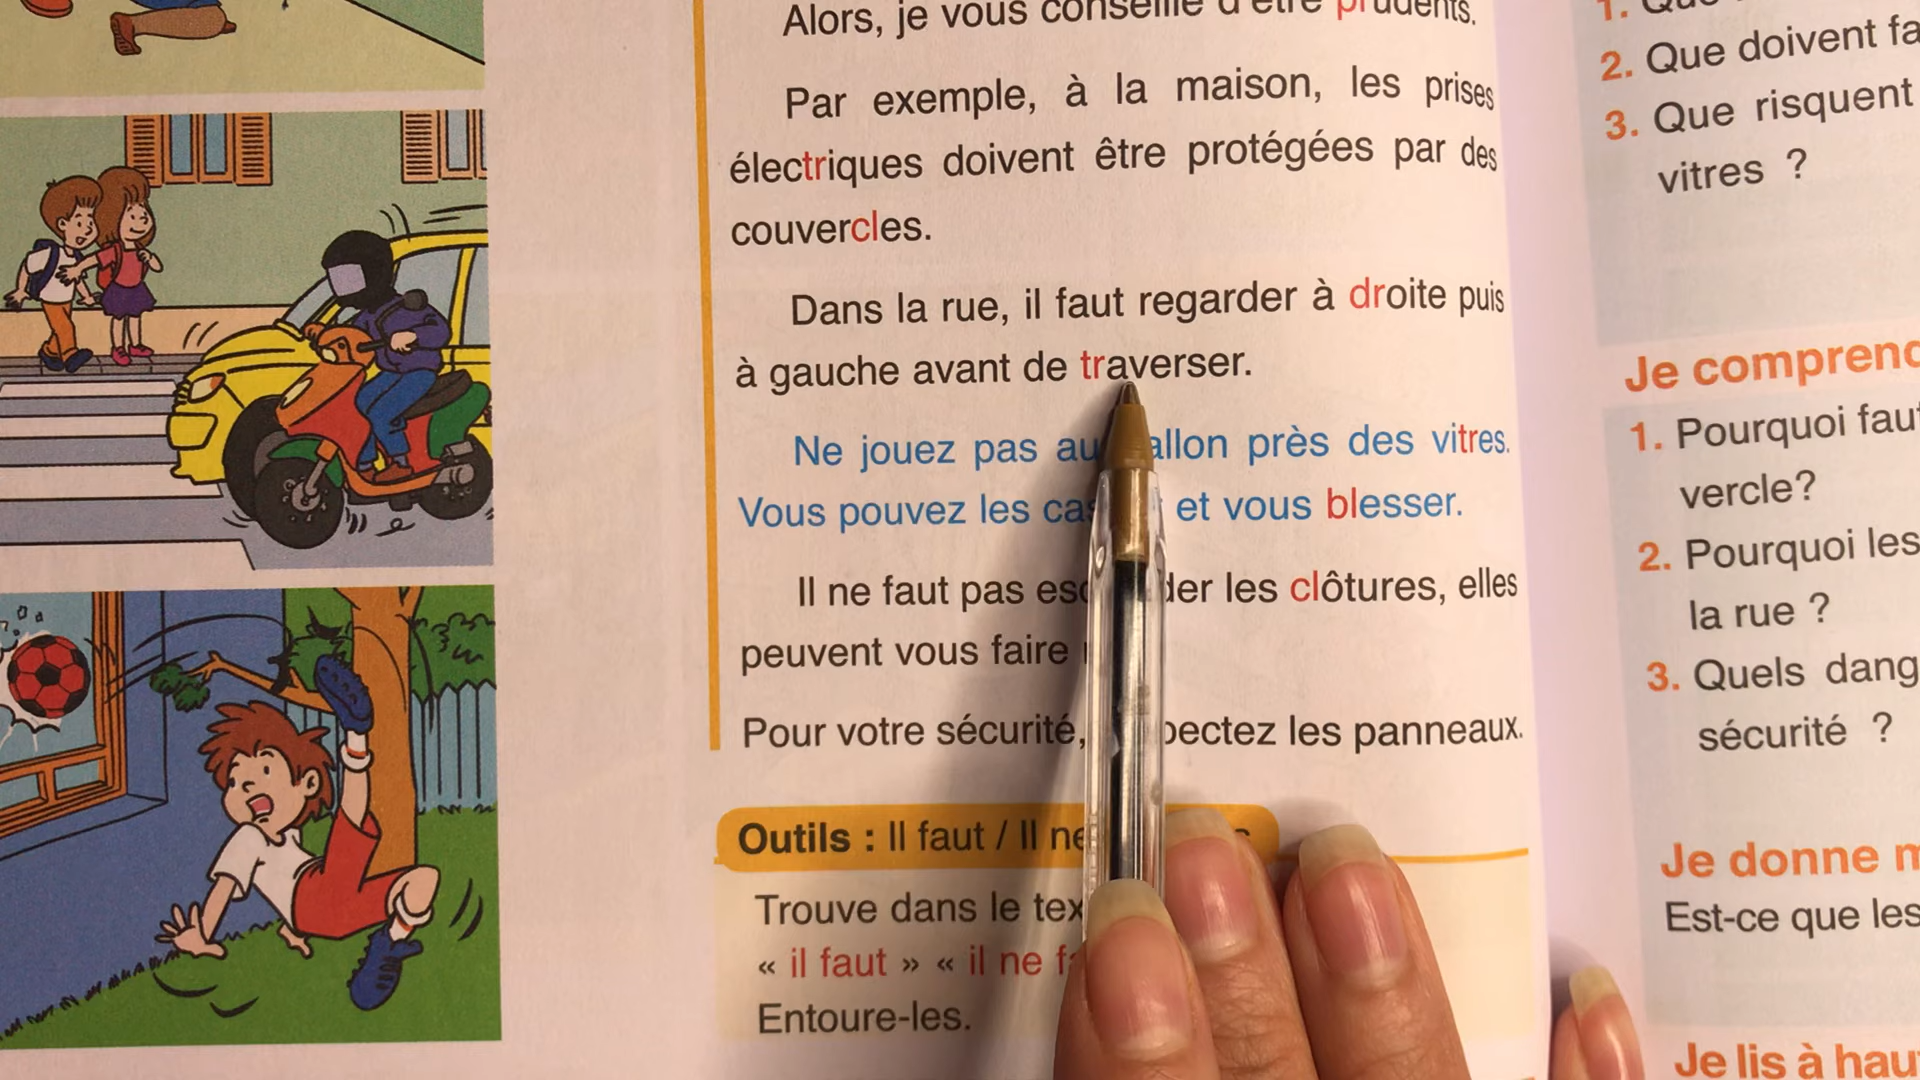 Alors, je vous conseille d'être prudents.
Par exemple, à la maison, les prises
électriques doivent être protégées par des
couvercles.
Dans la rue, il faut regarder à droite puis
à gauche avant de traverser.
Ne jouez pas au allon près des vitres.
Vous pouvez les cas et vous blesser.
Il ne faut pas esc der les clôtures, elles
peuvent vous faire
Pour votre sécurité, pectez les panneaux.
Outils : Il faut / Il ne
Trouve dans le tex
« il faut » « il ne f
Entoure-les.
1.
2. Que doivent fa
3. Que risquent
vitres ?
Je comprend
1. Pourquoi faut
vercle?
2. Pourquoi les
la rue ?
3. Quels dang
sécurité ?
Je donne m
Est-ce que les
Je lis à hau